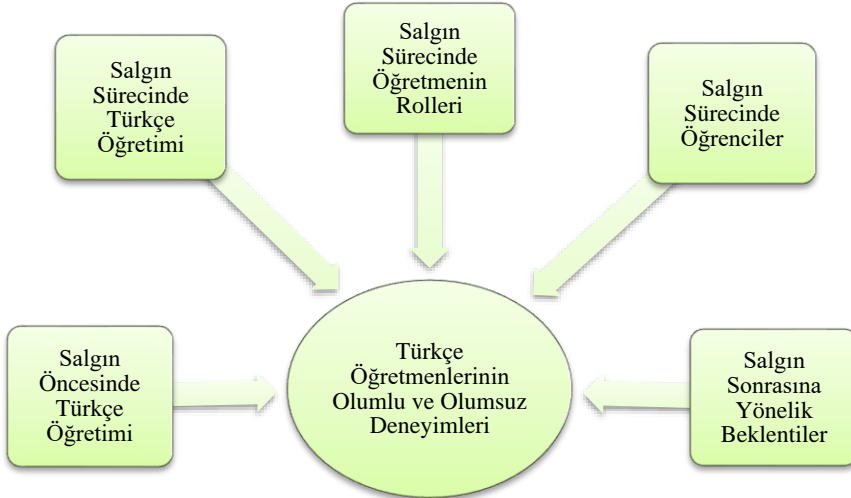 Salgın
Sürecinde
Türkçe
Öğretimi
Salgın
Sürecinde
Öğretmenin
Rolleri
Salgın
Sürecinde
Öğrenciler
Salgın
Öncesinde
Türkçe
Öğretimi
Türkçe
Öğretmenlerinin
Olumlu ve Olumsuz
Deneyimleri
Salgın
Sonrasına
Yönelik
Beklentiler